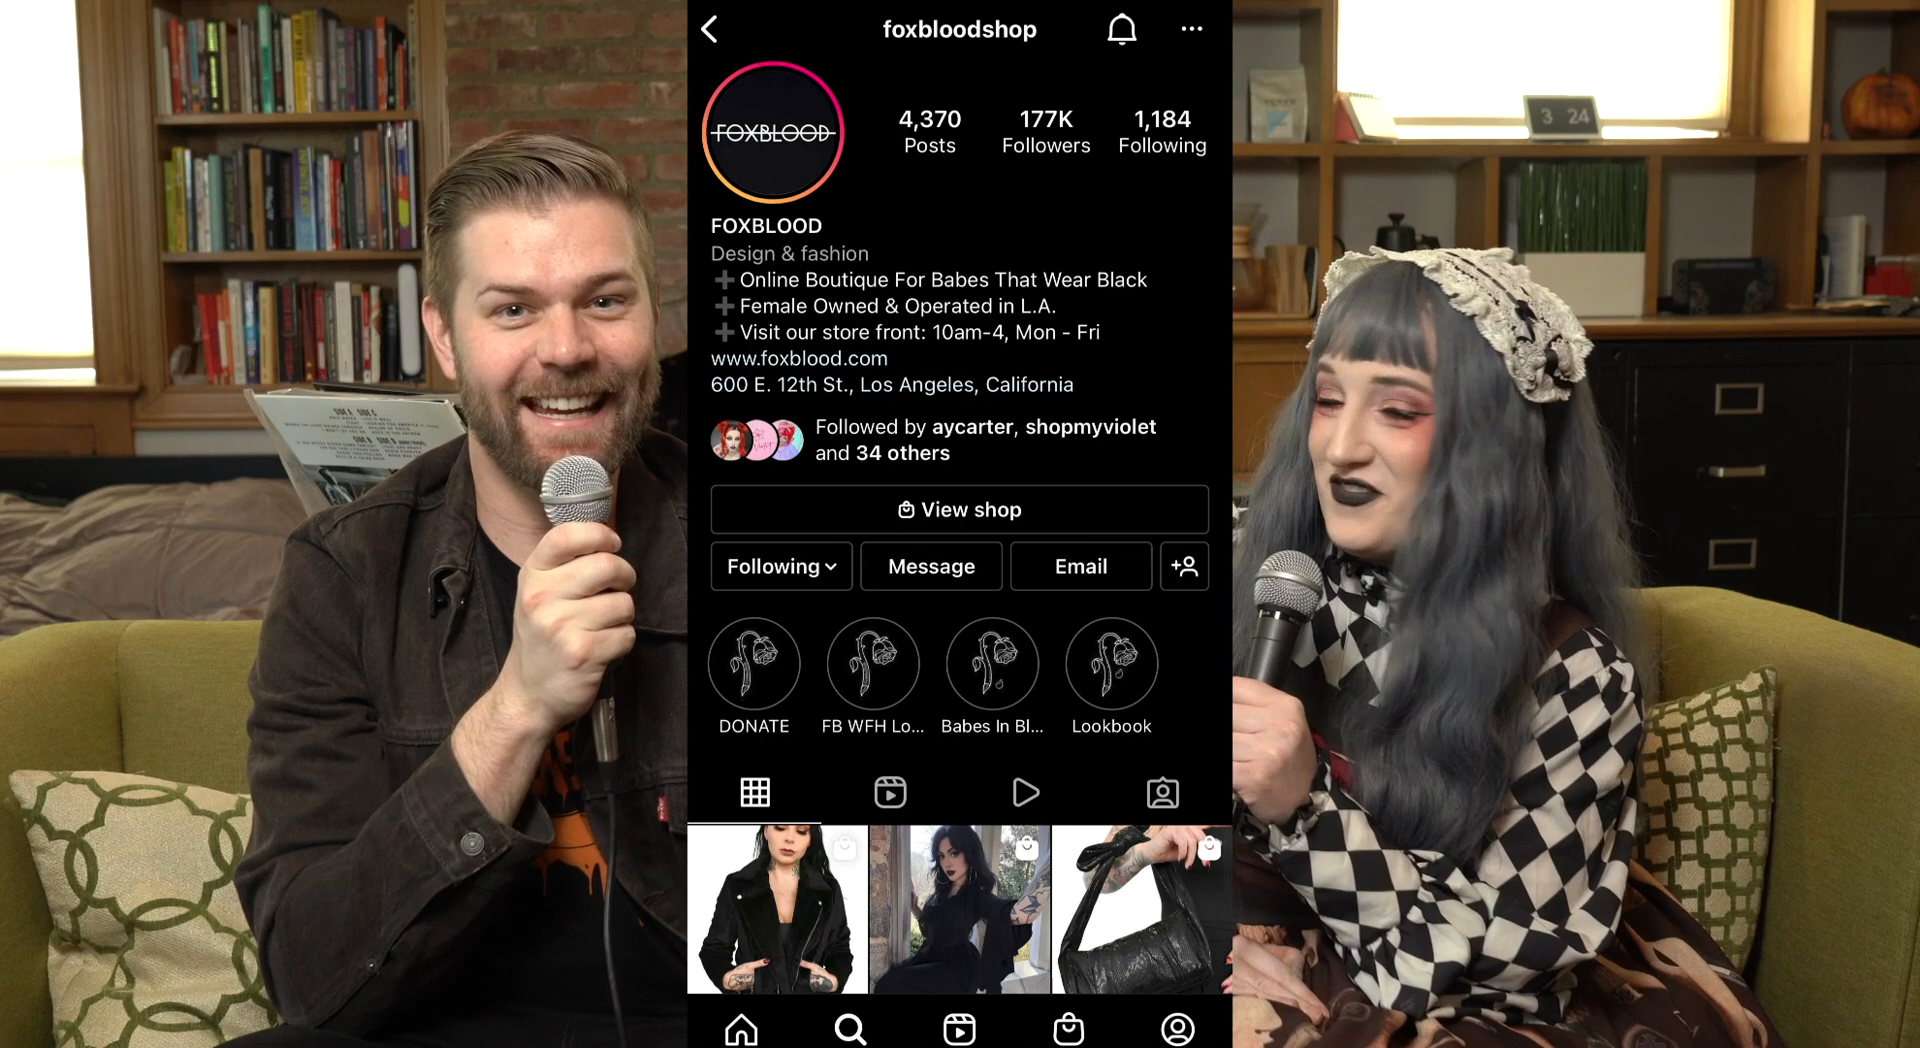 foxbloodshop
FOXBLOOD
4,370
Posts
177K
Followers
1,184
Following
FOXBLOOD
Design & fashion
➕ Online Boutique For Babes That Wear Black
➕ Female Owned & Operated in L.A.
➕ Visit our store front: 10am-4, Mon - Fri
www.foxblood.com
600 E. 12th St., Los Angeles, California
Followed by aycarter, shopmyviolet
and 34 others
View shop
Following
Message
Email
DONATE
FB WFH Lo...
Babes In Bl...
Lookbook
SIDE A SIDE C
3 24